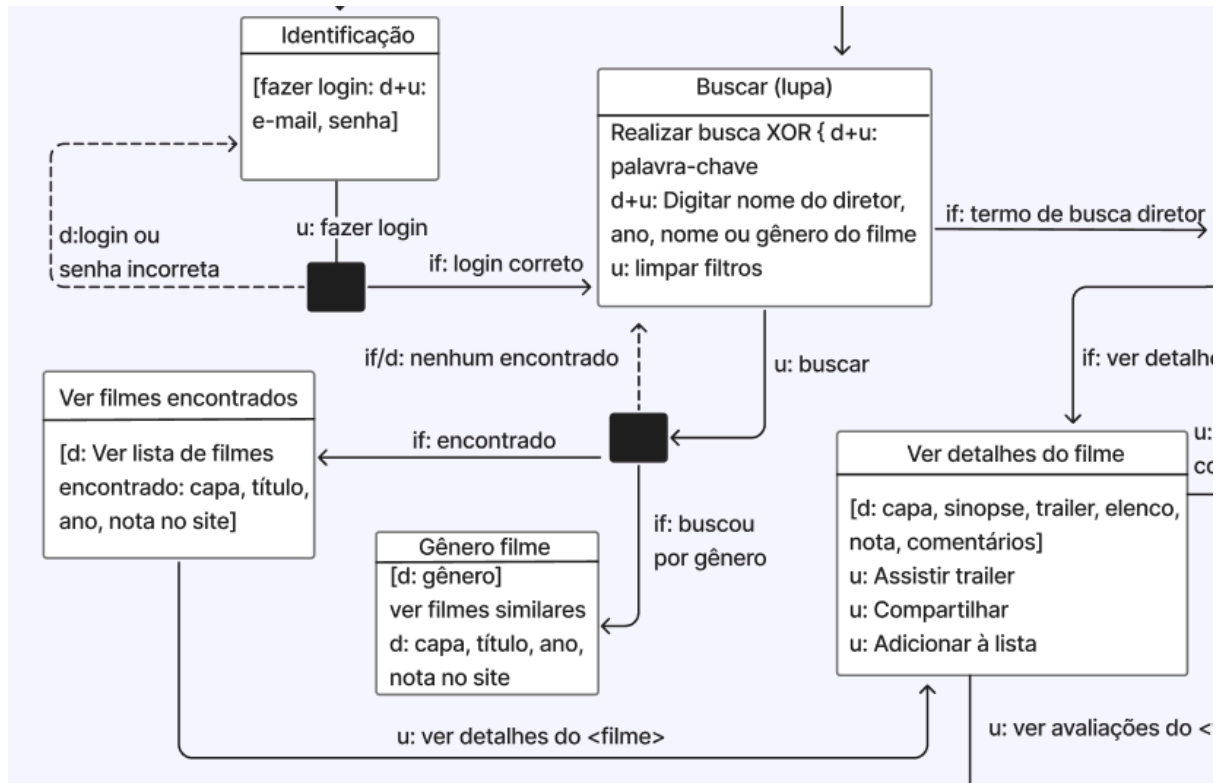 Identificação
[fazer login: d+u:
e-mail, senha]
Buscar (lupa)
Realizar busca XOR { d+u:
palavra-chave
d+u: Digitar nome do diretor,
ano, nome ou gênero do filme
u: limpar filtros
if: termo de busca diretor
d:login ou
senha incorreta
u: fazer login
if: login correto
if/d: nenhum encontrado
u: buscar
if: ver detalhe
Ver filmes encontrados
[d: Ver lista de filmes
encontrado: capa, título,
ano, nota no site]
if: encontrado
if: buscou
por gênero
Gênero filme
[d: gênero]
ver filmes similares
d: capa, título, ano,
nota no site
Ver detalhes do filme
[d: capa, sinopse, trailer, elenco,
nota, comentários]
u: Assistir trailer
u: Compartilhar
u: Adicionar à lista
u:
co
u: ver detalhes do <filme>
u: ver avaliações do <